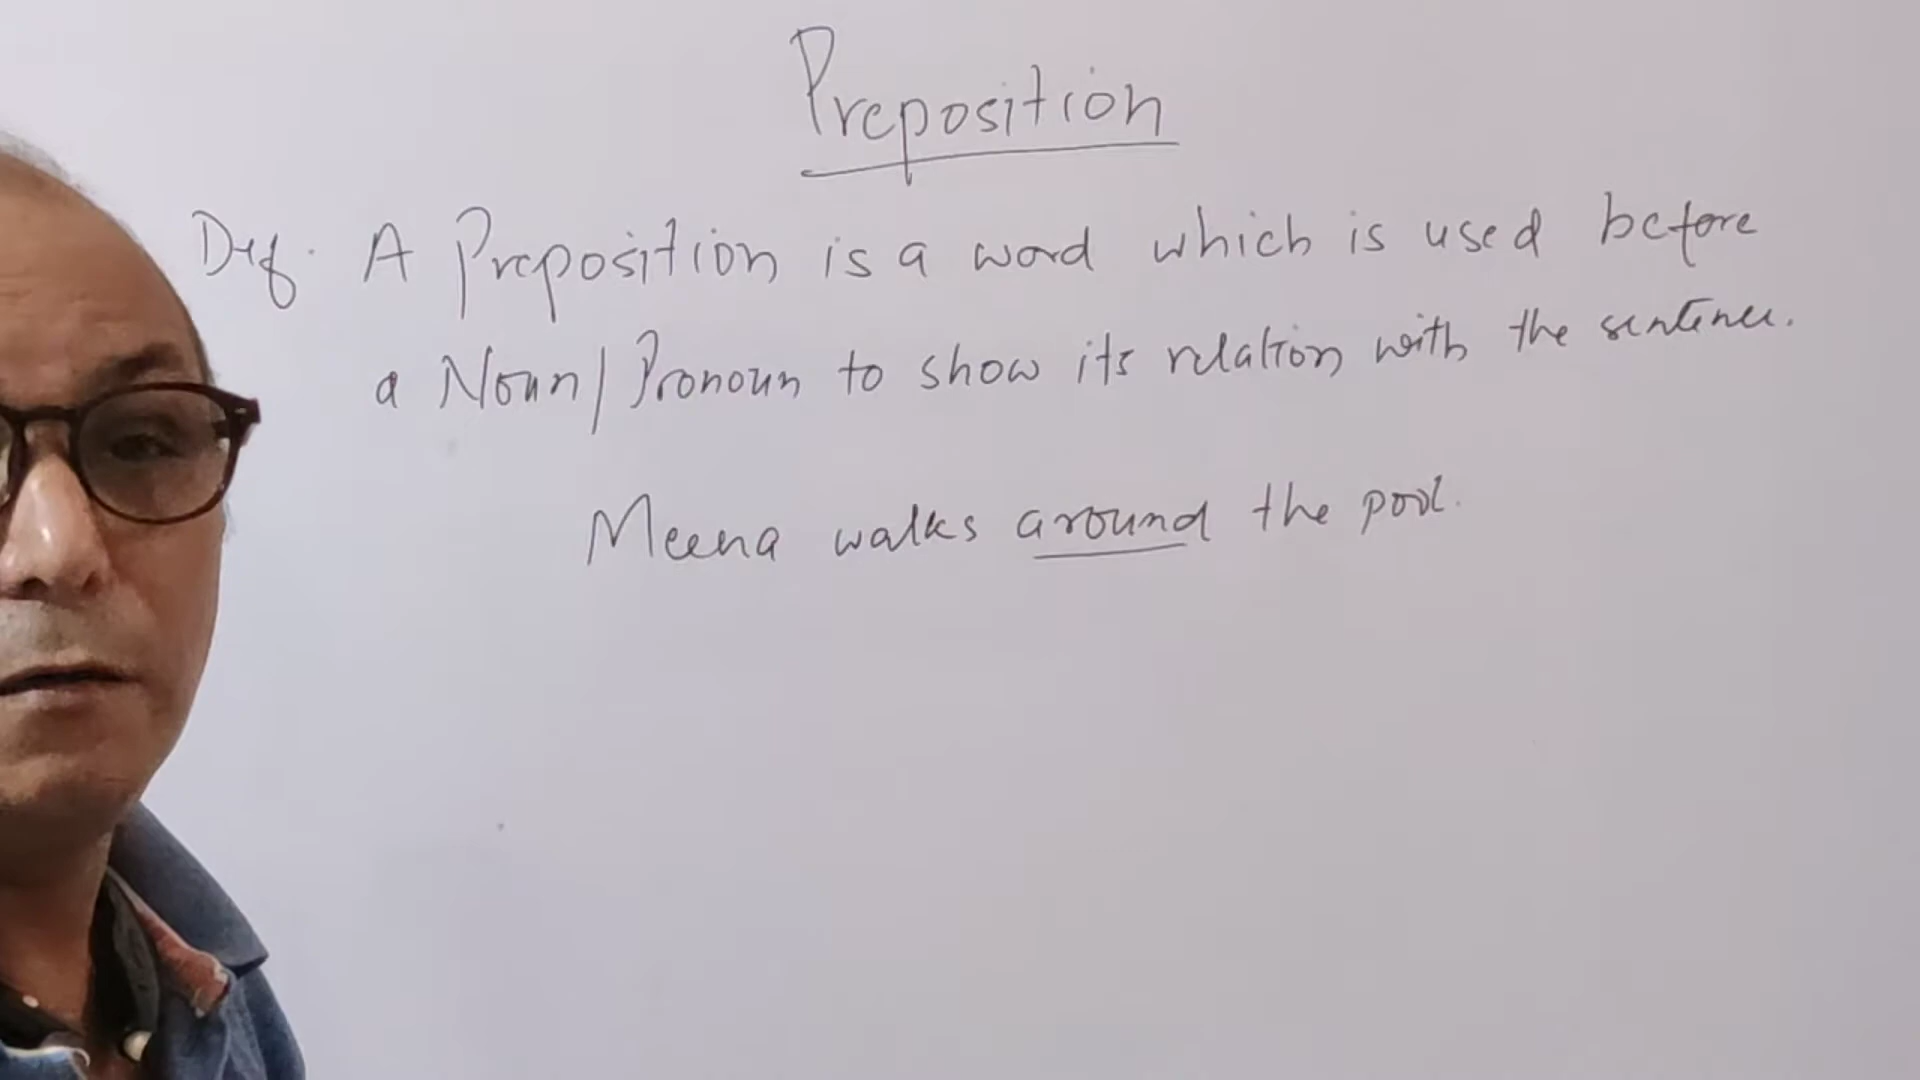 Preposition
Def. A Preposition is a word which is used before
a Noun/Pronoun to show its relation with the sentence.
Meena walks around the pool.